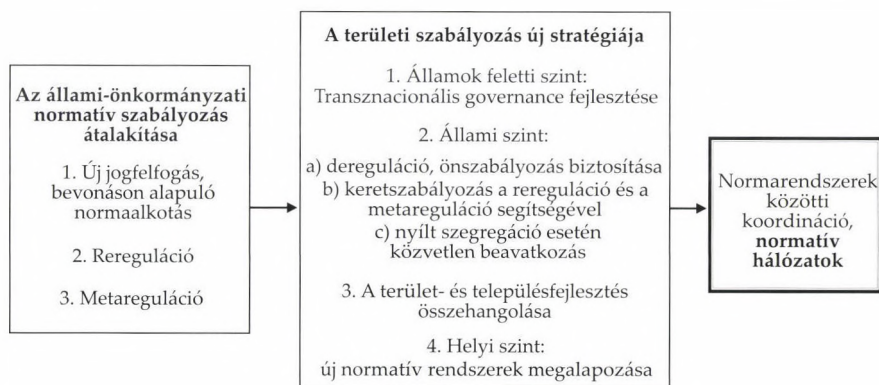 Az állami-önkormányzati
normatív szabályozás
átalakítása
1. Új jogfelfogás,
bevonáson alapuló
normaalkotás
2. Rereguláció
3. Metareguláció
A területi szabályozás új stratégiája
1. Államok feletti szint:
Transznacionális governance fejlesztése
2. Állami szint:
a) dereguláció, önszabályozás biztosítása
b) keretszabályozás a rereguláció és a
metareguláció segítségével
c) nyílt szegregáció esetén
közvetlen beavatkozás
3. A terület- és településfejlesztés
összehangolása
4. Helyi szint:
új normatív rendszerek megalapozása
Normarendszerek
közötti
koordináció,
normatív
hálózatok